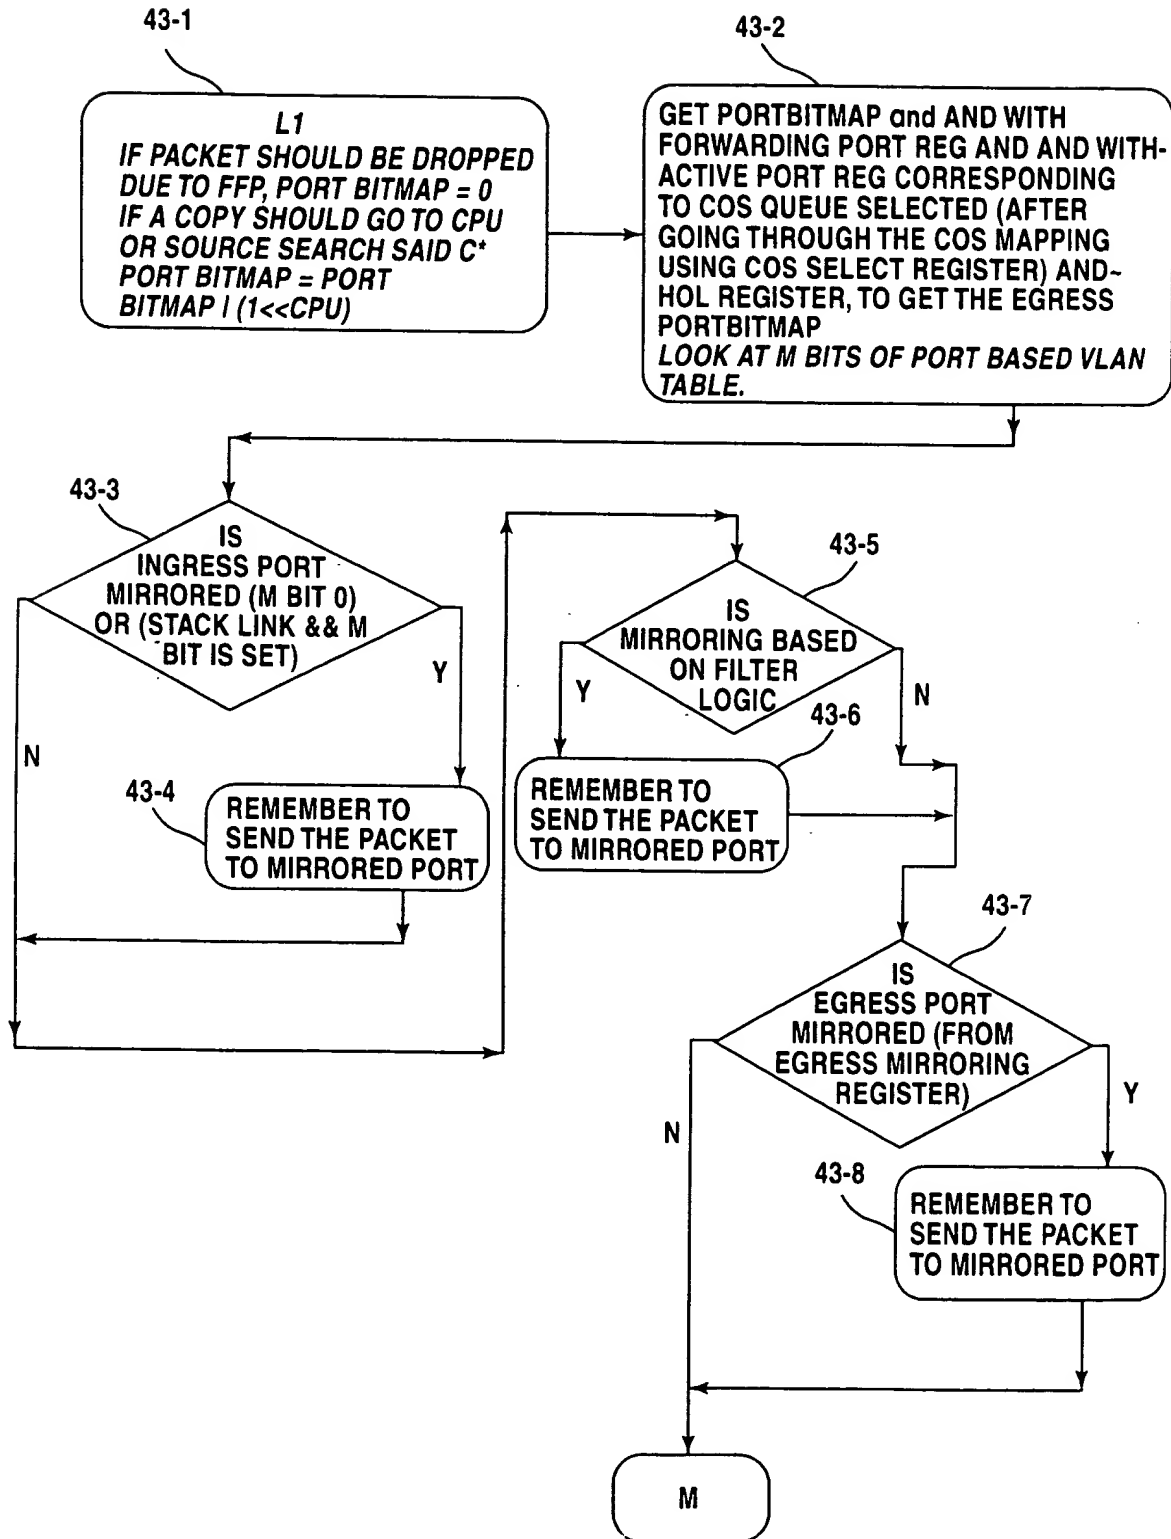 43-1
L1
IF PACKET SHOULD BE DROPPED
DUE TO FFP, PORT BITMAP = 0
IF A COPY SHOULD GO TO CPU
OR SOURCE SEARCH SAID C*
PORT BITMAP = PORT
BITMAP I (1<<CPU)
43-2
GET PORTBITMAP and AND WITH
FORWARDING PORT REG AND AND WITH-
ACTIVE PORT REG CORRESPONDING
TO COS QUEUE SELECTED (AFTER
GOING THROUGH THE COS MAPPING
USING COS SELECT REGISTER) AND~
HOL REGISTER, TO GET THE EGRESS
PORTBITMAP
LOOK AT M BITS OF PORT BASED VLAN
TABLE.
43-3
IS
INGRESS PORT
MIRRORED (M BIT 0)
OR (STACK LINK && M
BIT IS SET)
Y
N
43-4
REMEMBER TO
SEND THE PACKET
TO MIRRORED PORT
43-5
IS
MIRRORING BASED
ON FILTER
LOGIC
Y
N
43-6
REMEMBER TO
SEND THE PACKET
TO MIRRORED PORT
43-7
IS
EGRESS PORT
MIRRORED (FROM
EGRESS MIRRORING
REGISTER)
Y
N
43-8
REMEMBER TO
SEND THE PACKET
TO MIRRORED PORT
M